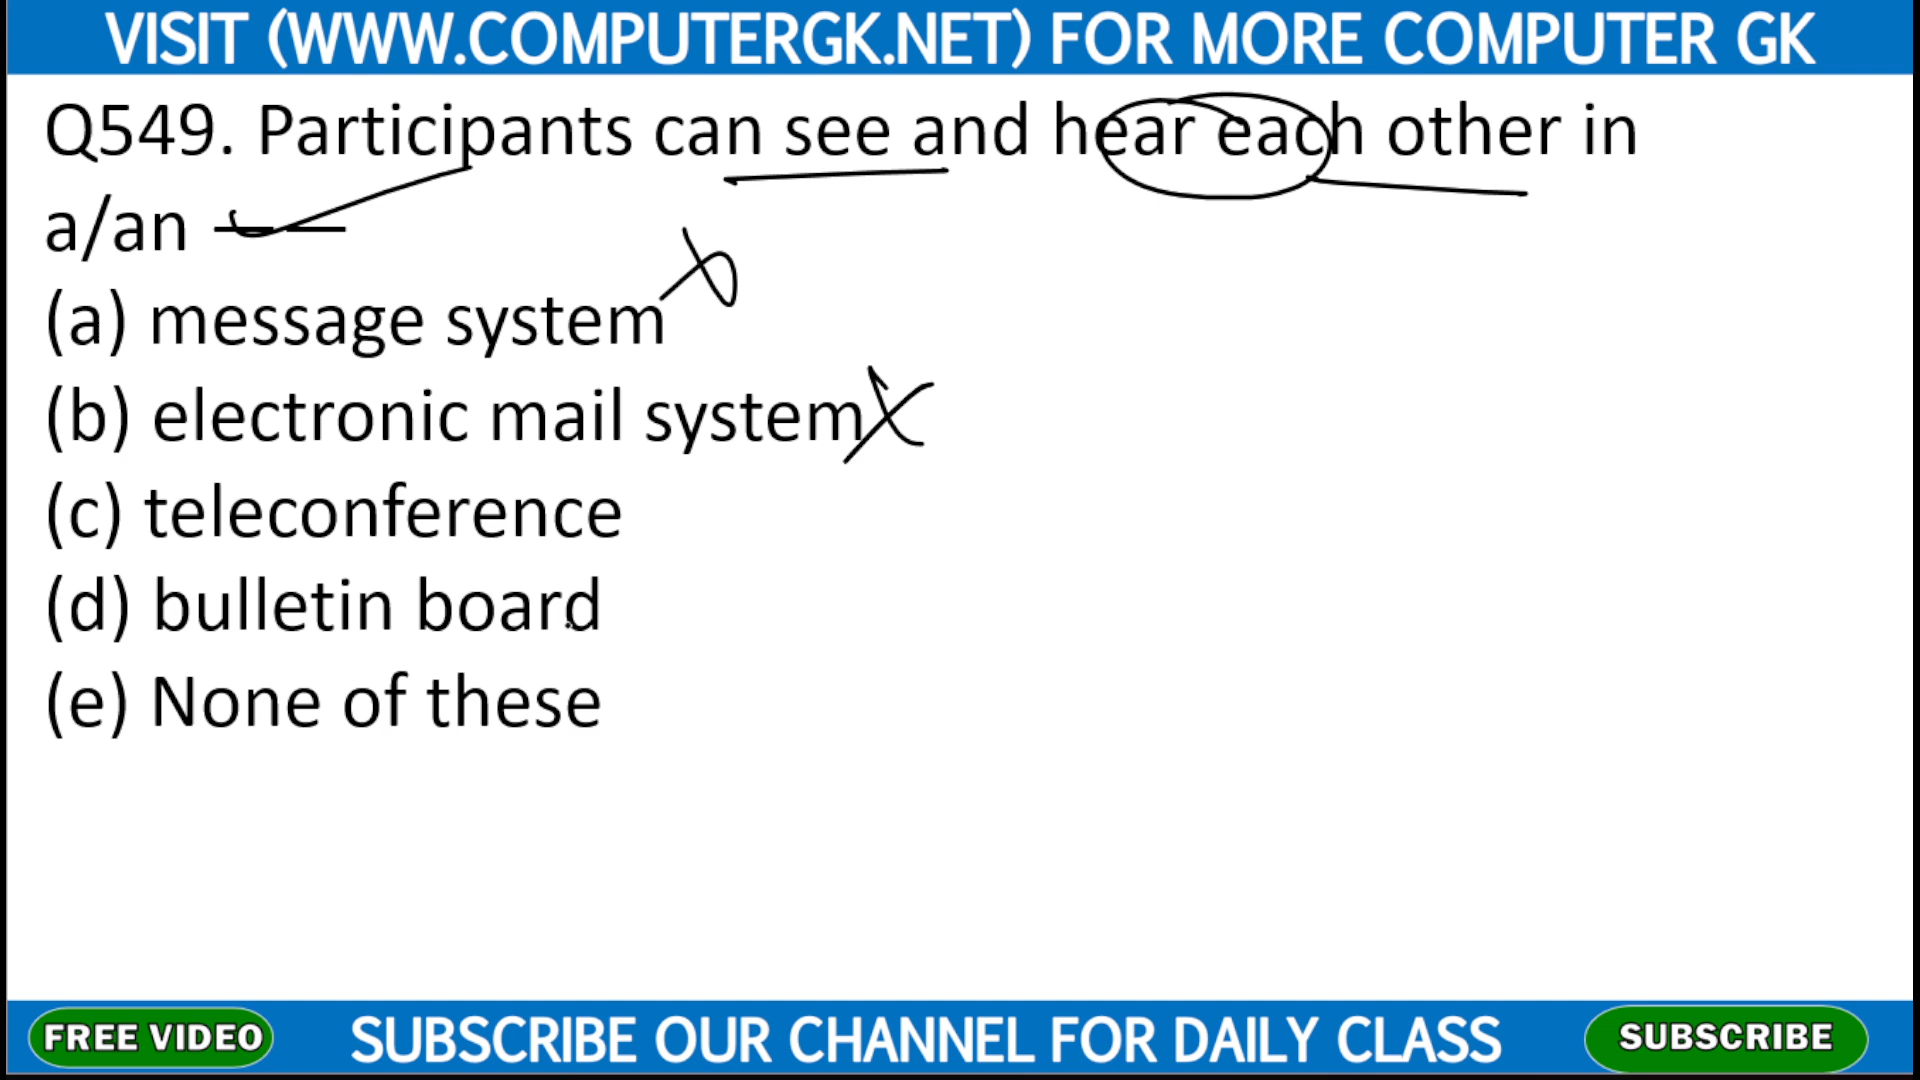 VISIT (WWW.COMPUTERGK.NET) FOR MORE COMPUTER GK
Q549. Participants can see and hear each other in
a/an — —
(a) message system
(b) electronic mail system
(c) teleconference
(d) bulletin board
(e) None of these
FREE VIDEO SUBSCRIBE OUR CHANNEL FOR DAILY CLASS SUBSCRIBE